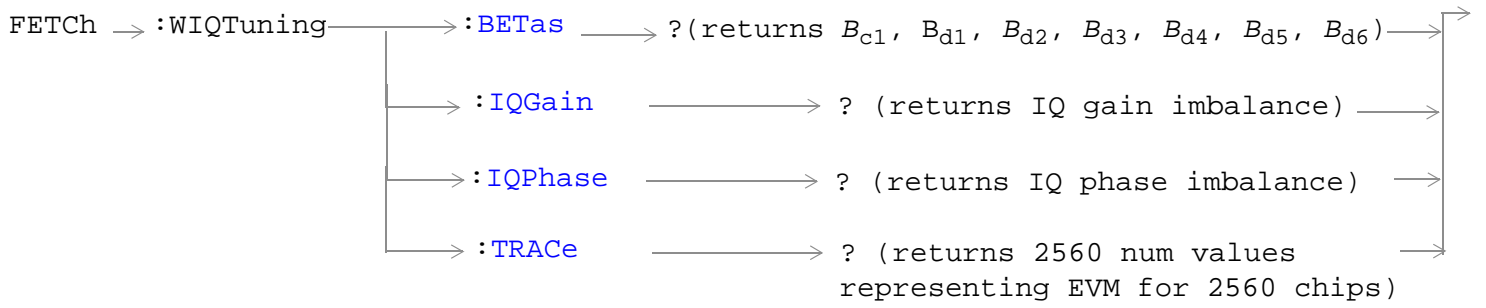 FETCh :WIQTuning :BETas ?(returns Bc1, Bd1, Bd2, Bd3, Bd4, Bd5, Bd6)
:IQGain ? (returns IQ gain imbalance)
:IQPhase ? (returns IQ phase imbalance)
:TRACe ? (returns 2560 num values
representing EVM for 2560 chips)